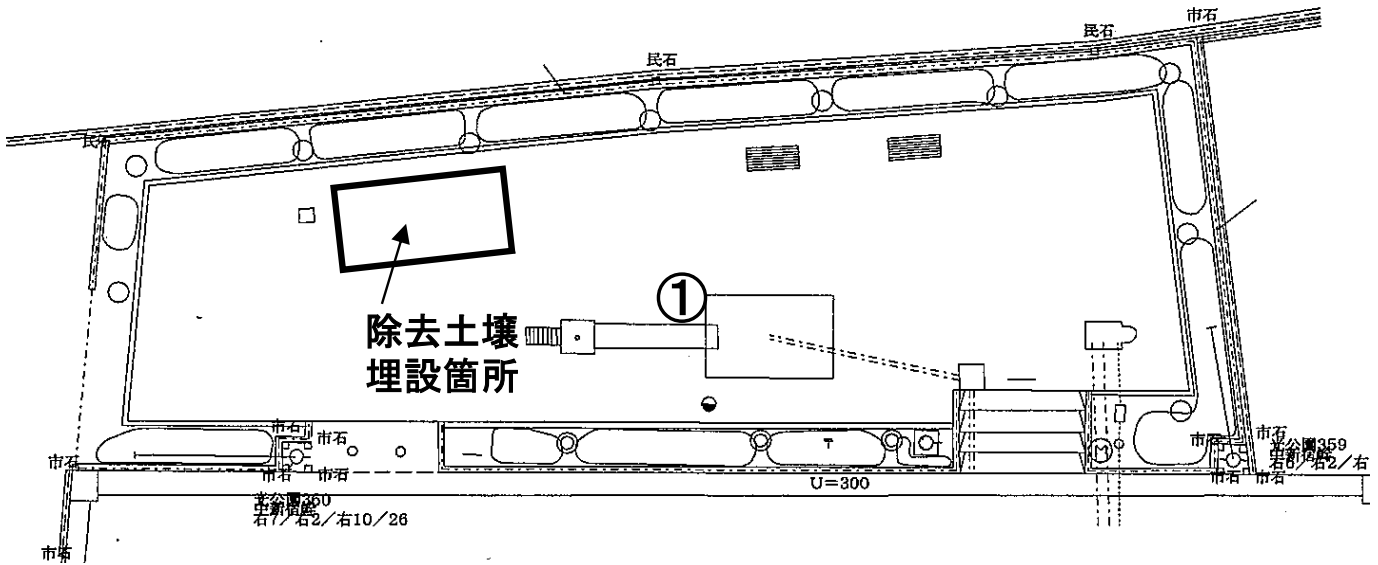 市石
民石
民石
民石
①
除去土壌
埋設箇所
市石
市石
市石
市石
市石
市石
〒
市石
市石
市石
市石
U=300
公園360
右7/右2/右10/26
公園359
右6/右2/右
市石